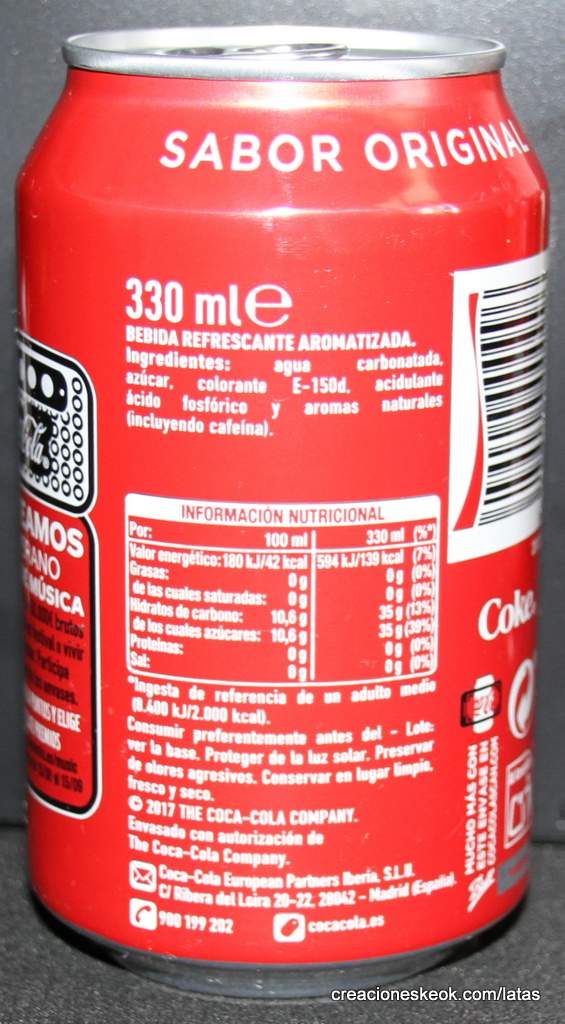 SABOR ORIGINAL
330 ml e
BEBIDA REFRESCANTE AROMATIZADA.
Ingredientes: agua carbonatada,
azúcar, colorante E-150d, acidulante
ácido fosfórico y aromas naturales
(incluyendo cafeína).
INFORMACIÓN NUTRICIONAL
Por: 100 ml 330 ml (%*)
Valor energético: 180 kJ/42 kcal 594 kJ/139 kcal (7%)
Grasas: 0 g 0 g (0%)
de las cuales saturadas: 0 g 0 g (0%)
Hidratos de carbono: 10,6 g 35 g (13%)
de los cuales azúcares: 10,6 g 35 g (39%)
Proteínas: 0 g 0 g (0%)
Sal: 0 g 0 g (0%)
*Ingesta de referencia de un adulto medio
(8.400 kJ/2.000 kcal).
Consumir preferentemente antes del - Lote:
ver la base. Proteger de la luz solar. Preservar
de olores agresivos. Conservar en lugar limpio,
fresco y seco.
© 2017 THE COCA-COLA COMPANY.
Envasado con autorización de
The Coca-Cola Company.
Coca-Cola European Partners Iberia, S.L.U.
C/ Ribera del Loira 20-22, 28042 - Madrid (España).
900 199 202 cocacola.es
AMOS
RANO
MÚSICA
Participa
envases.
Y ELIGE
Coke.
MUCHO MÁS CON
ESTE ENVASE EN
creacioneskeok.com/latas